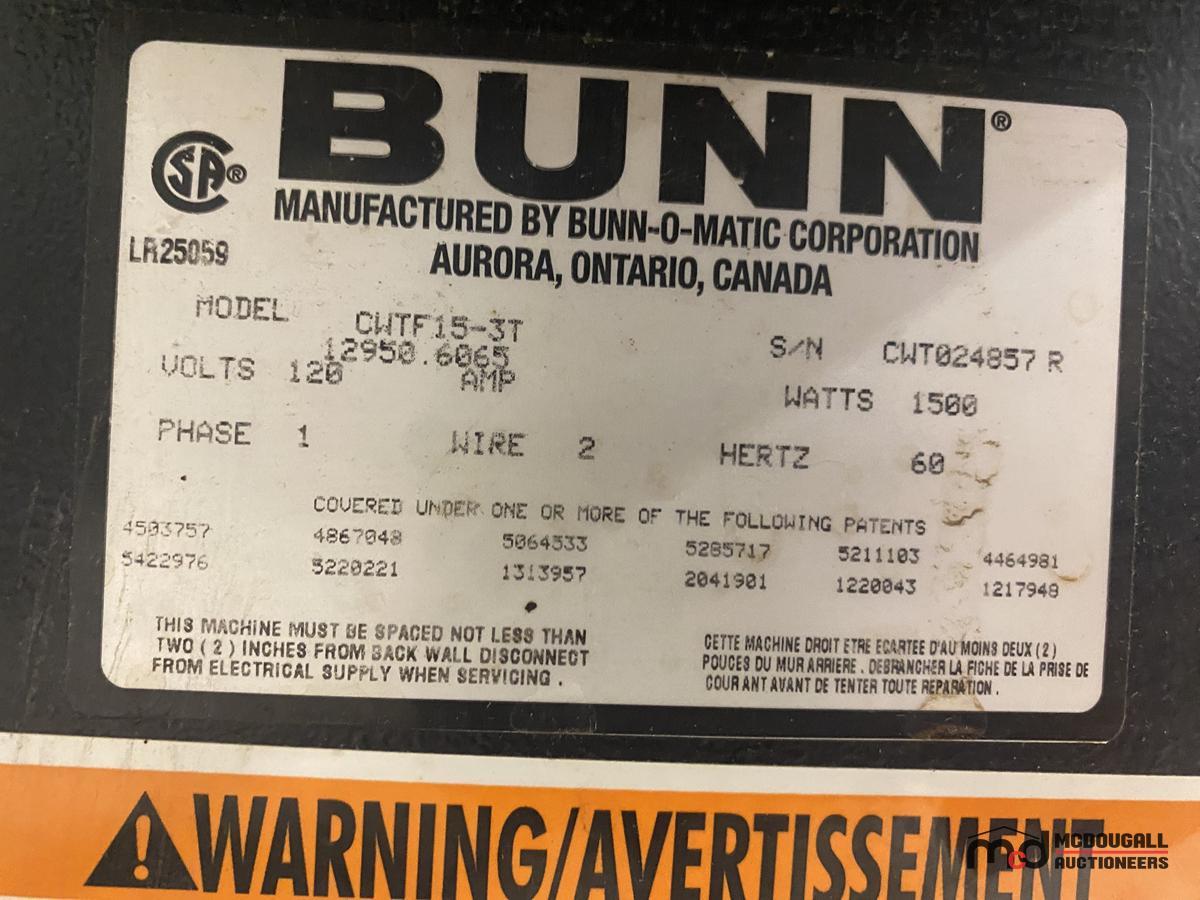 BUNN®
CSA®
MANUFACTURED BY BUNN-O-MATIC CORPORATION
LR25059
AURORA, ONTARIO, CANADA
MODEL CWTF15-3T
12950.6065
S/N CWT024857 R
VOLTS 120 AMP
WATTS 1500
PHASE 1 WIRE 2 HERTZ 60
COVERED UNDER ONE OR MORE OF THE FOLLOWING PATENTS
4503757 4867048 5064533 5285717 5211103 4464981
5422976 5220221 1313957 2041901 1220043 1217948
THIS MACHINE MUST BE SPACED NOT LESS THAN
TWO ( 2 ) INCHES FROM BACK WALL DISCONNECT
FROM ELECTRICAL SUPPLY WHEN SERVICING .
CETTE MACHINE DROIT ETRE ECARTEE D'AU MOINS DEUX ( 2 )
POUCES DU MUR ARRIERE . DEBRANCHER LA FICHE DE LA PRISE DE
COUR ANT AVANT DE TENTER TOUTE REPARATION .
WARNING/AVERTISSEMENT
mcd MCDOUGALL
AUCTIONEERS